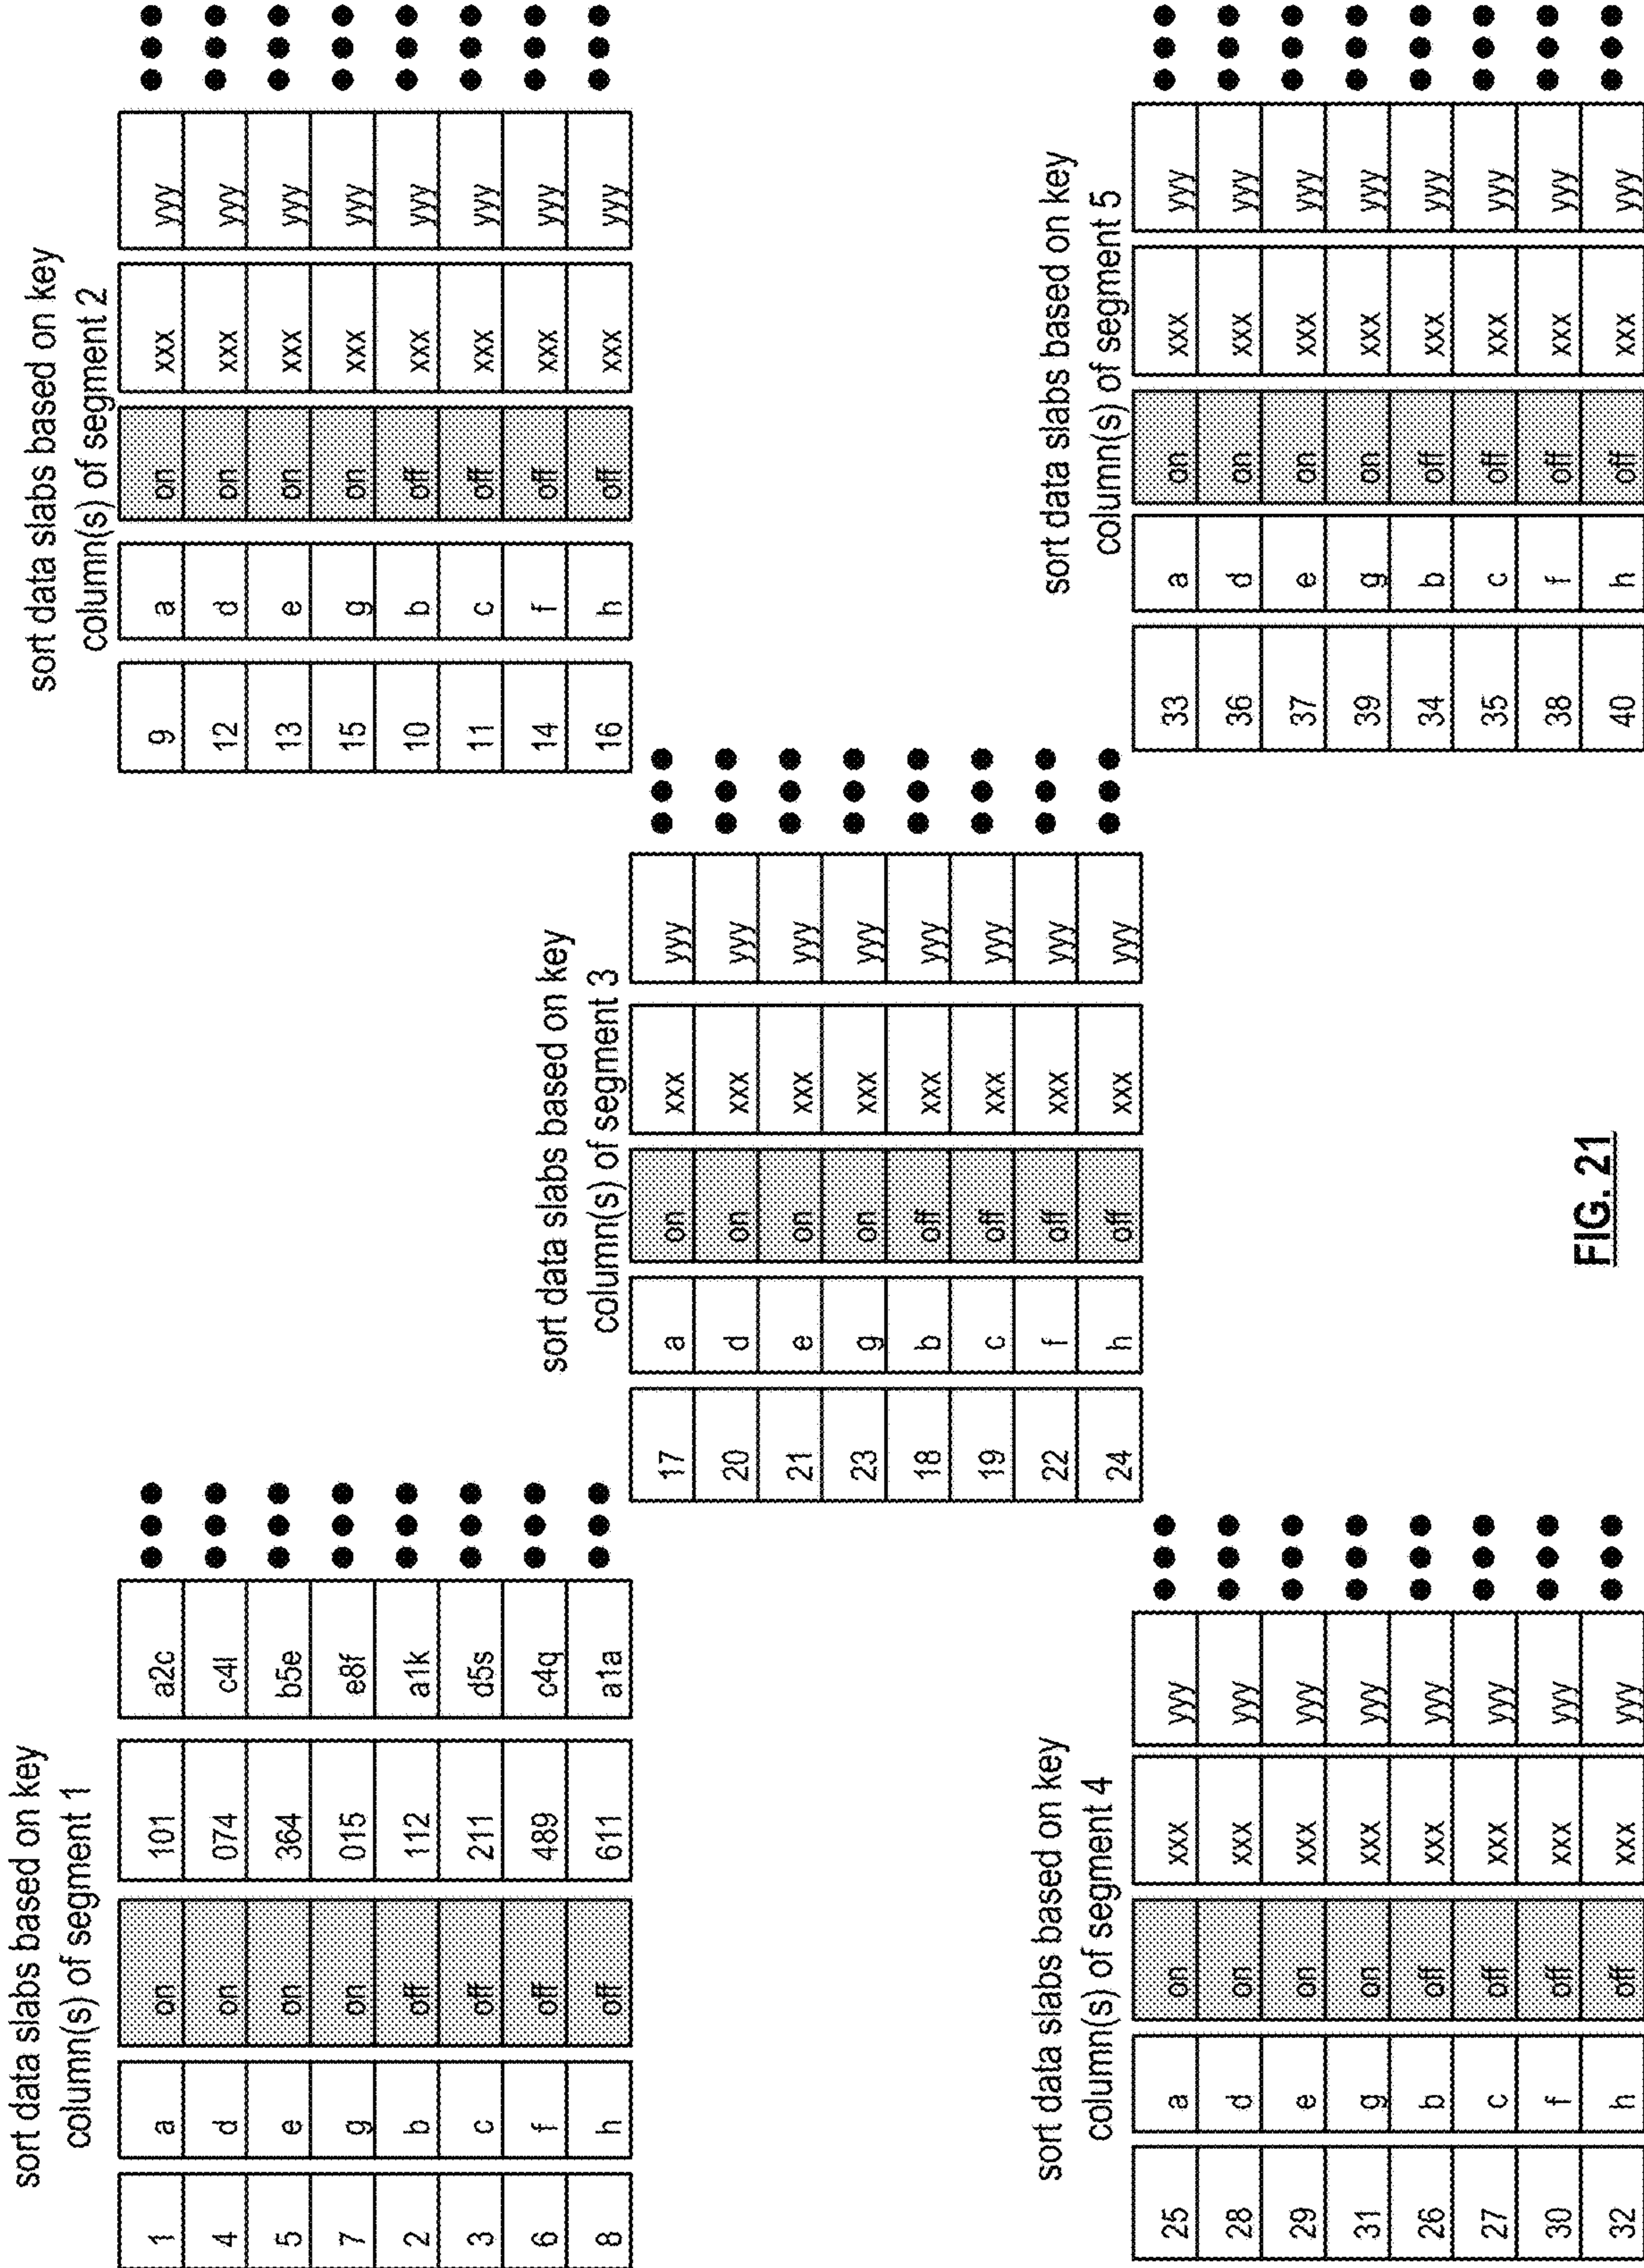 sort data slabs based on key
column(s) of segment 1
1 a on 101 a2c
4 d on 074 c4l
5 e on 364 b5e
7 g on 015 e8f
2 b off 112 a1k
3 c off 211 d5s
6 f off 489 c4q
8 h off 611 a1a
sort data slabs based on key
column(s) of segment 2
9 a on xxx yyy
12 d on xxx yyy
13 e on xxx yyy
15 g on xxx yyy
10 b off xxx yyy
11 c off xxx yyy
14 f off xxx yyy
16 h off xxx yyy
sort data slabs based on key
column(s) of segment 3
17 a on xxx yyy
20 d on xxx yyy
21 e on xxx yyy
23 g on xxx yyy
18 b off xxx yyy
19 c off xxx yyy
22 f off xxx yyy
24 h off xxx yyy
sort data slabs based on key
column(s) of segment 4
25 a on xxx yyy
28 d on xxx yyy
29 e on xxx yyy
31 g on xxx yyy
26 b off xxx yyy
27 c off xxx yyy
30 f off xxx yyy
32 h off xxx yyy
sort data slabs based on key
column(s) of segment 5
33 a on xxx yyy
36 d on xxx yyy
37 e on xxx yyy
39 g on xxx yyy
34 b off xxx yyy
35 c off xxx yyy
38 f off xxx yyy
40 h off xxx yyy
FIG. 21